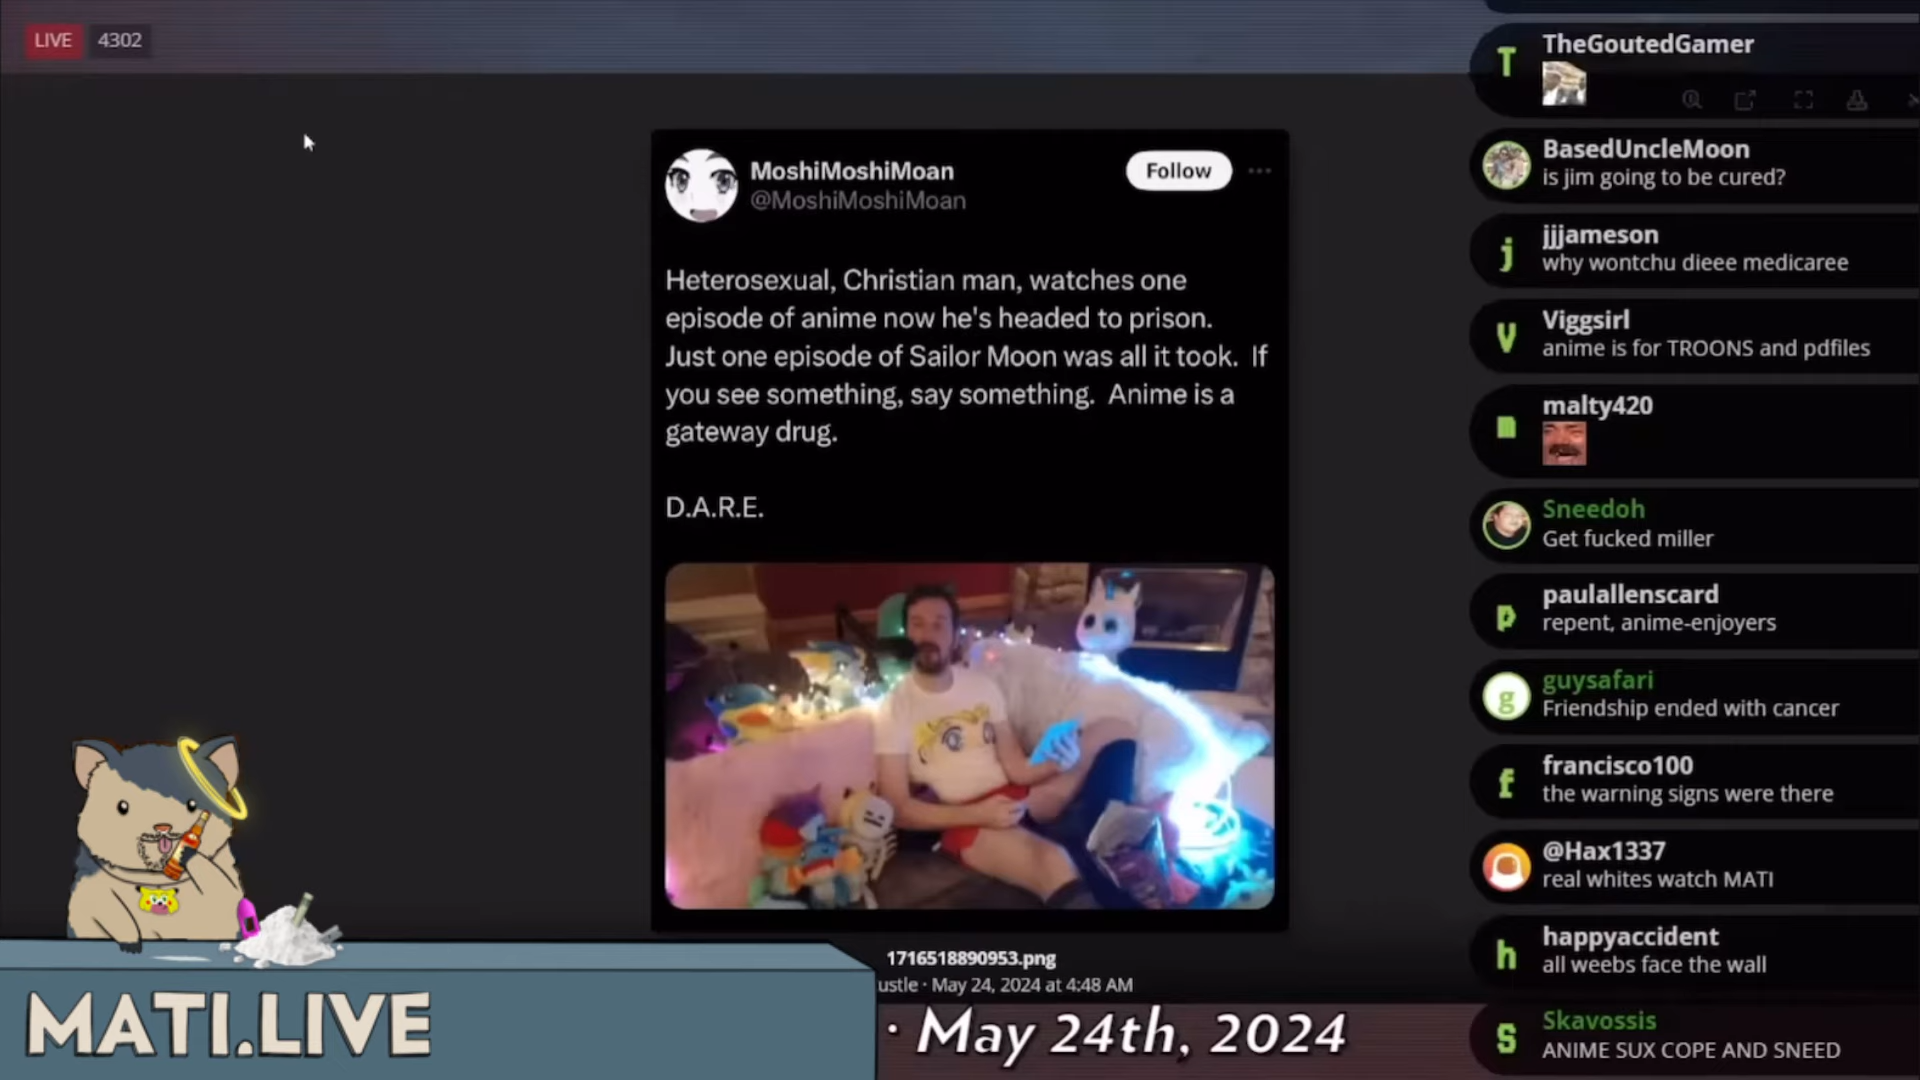 LIVE 4302
MoshiMoshiMoan
@MoshiMoshiMoan
Follow
Heterosexual, Christian man, watches one
episode of anime now he's headed to prison.
Just one episode of Sailor Moon was all it took. If
you see something, say something. Anime is a
gateway drug.
D.A.R.E.
1716518890953.png
ustle · May 24, 2024 at 4:48 AM
MATI.LIVE
· May 24th, 2024
T
TheGoutedGamer
BasedUncleMoon
is jim going to be cured?
j
jjjameson
why wontchu dieee medicaree
V
Viggsirl
anime is for TROONS and pdfiles
m
malty420
Sneedoh
Get fucked miller
p
paulallenscard
repent, anime-enjoyers
g
guysafari
Friendship ended with cancer
f
francisco100
the warning signs were there
@Hax1337
real whites watch MATI
h
happyaccident
all weebs face the wall
S
Skavossis
ANIME SUX COPE AND SNEED